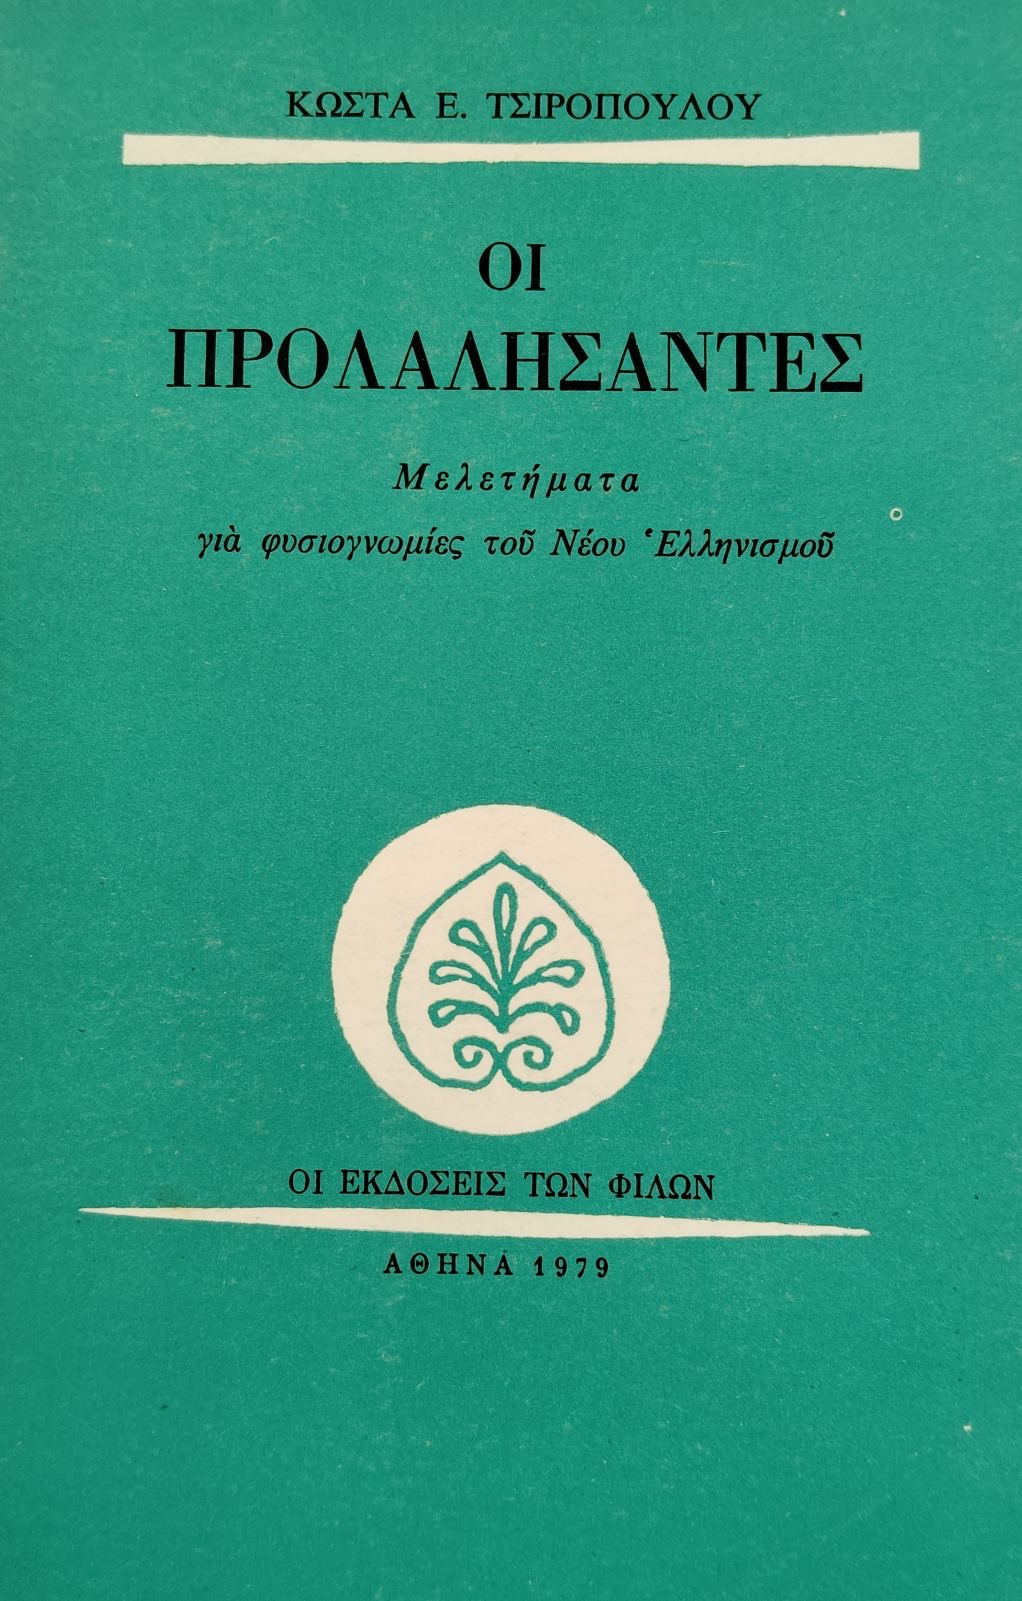 ΚΩΣΤΑ Ε. ΤΣΙΡΟΠΟΥΛΟΥ
ΟΙ
ΠΡΟΛΑΛΗΣΑΝΤΕΣ
Μελετήματα
γιὰ φυσιογνωμίες τοῦ Νέου Ἑλληνισμοῦ
ΟΙ ΕΚΔΟΣΕΙΣ ΤΩΝ ΦΙΛΩΝ
ΑΘΗΝΑ 1979